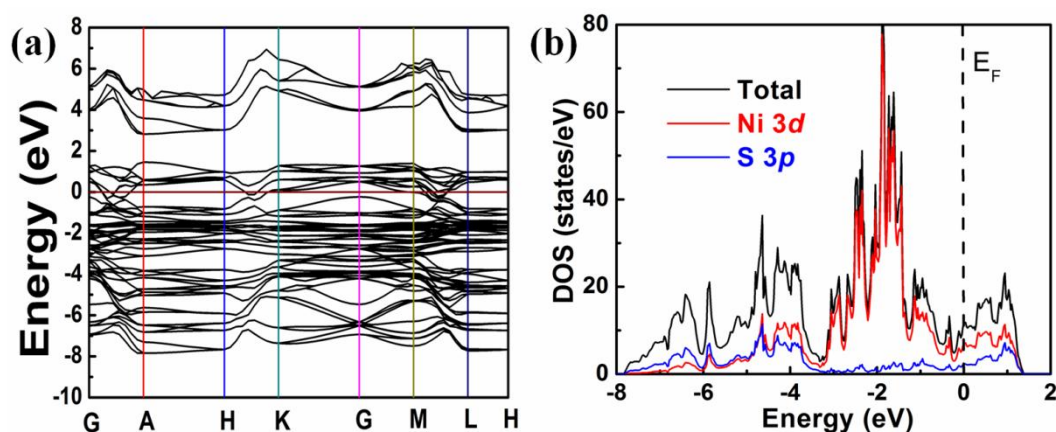 (a)
Energy (eV)
8
6
4
2
0
-2
-4
-6
-8
-10
G A H K G M L H
(b)
DOS (states/eV)
80
60
40
20
0
Total
Ni 3d
S 3p
E_F
-8 -6 -4 -2 0 2
Energy (eV)